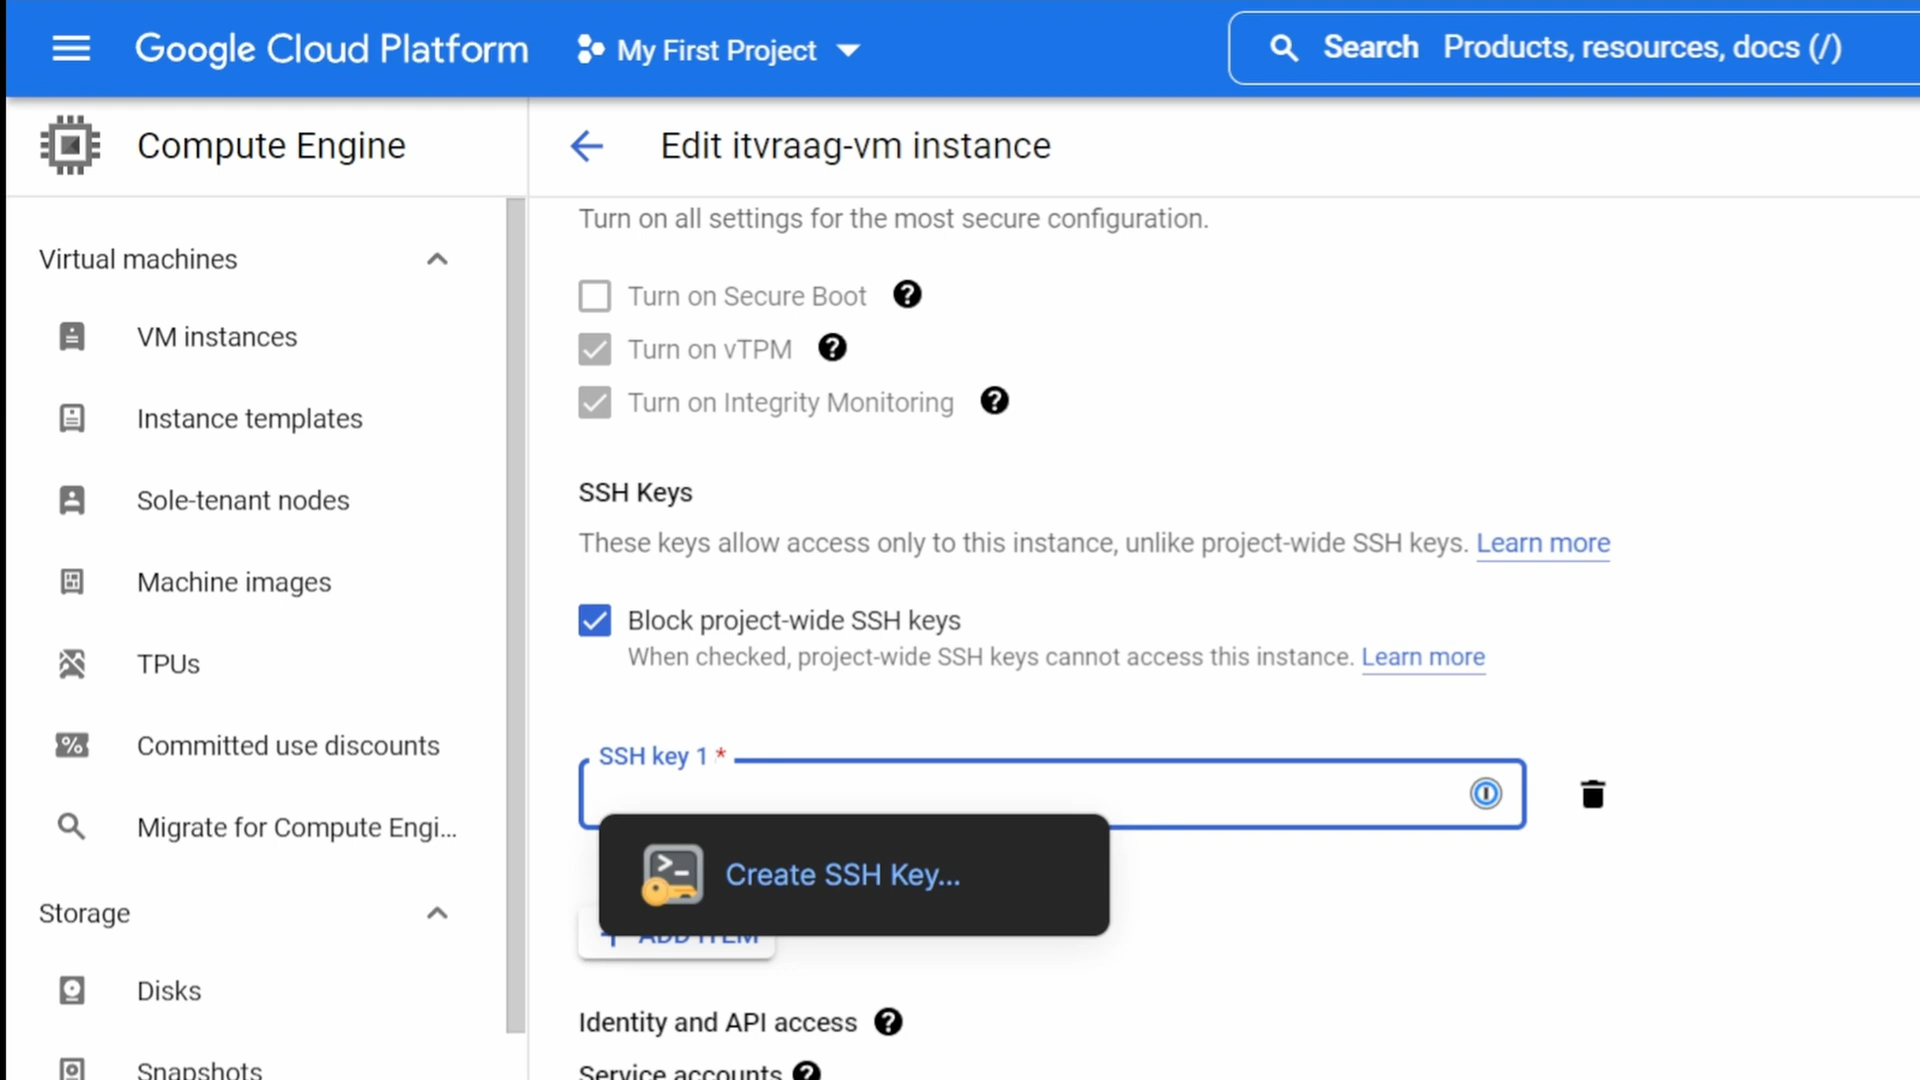 Google Cloud Platform
My First Project
Search Products, resources, docs (/)
Compute Engine
Edit itvraag-vm instance
Virtual machines
VM instances
Instance templates
Sole-tenant nodes
Machine images
TPUs
Committed use discounts
Migrate for Compute Engi...
Storage
Disks
Snapshots
Turn on all settings for the most secure configuration.
Turn on Secure Boot
Turn on vTPM
Turn on Integrity Monitoring
SSH Keys
These keys allow access only to this instance, unlike project-wide SSH keys. Learn more
Block project-wide SSH keys
When checked, project-wide SSH keys cannot access this instance. Learn more
SSH key 1 *
Create SSH Key...
+ ADD ITEM
Identity and API access
Service accounts